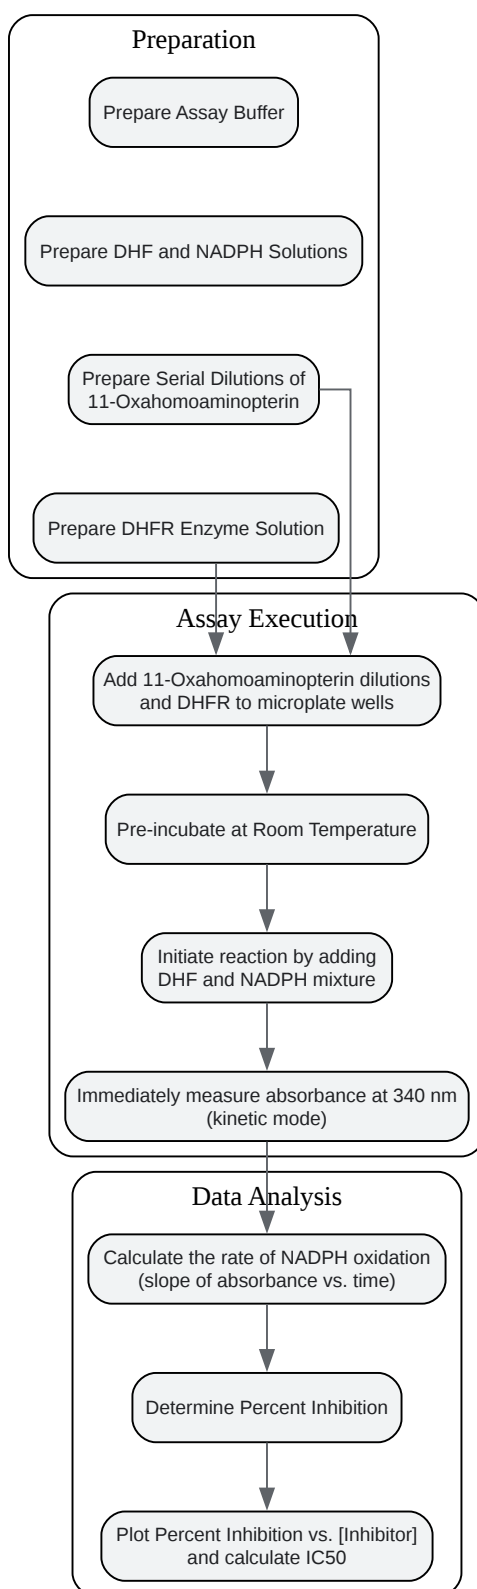 Preparation
Prepare Assay Buffer
Prepare DHF and NADPH Solutions
Prepare Serial Dilutions of
11-Oxahomoaminopterin
Prepare DHFR Enzyme Solution
Assay Execution
Add 11-Oxahomoaminopterin dilutions
and DHFR to microplate wells
Pre-incubate at Room Temperature
Initiate reaction by adding
DHF and NADPH mixture
Immediately measure absorbance at 340 nm
(kinetic mode)
Data Analysis
Calculate the rate of NADPH oxidation
(slope of absorbance vs. time)
Determine Percent Inhibition
Plot Percent Inhibition vs. [Inhibitor]
and calculate IC50